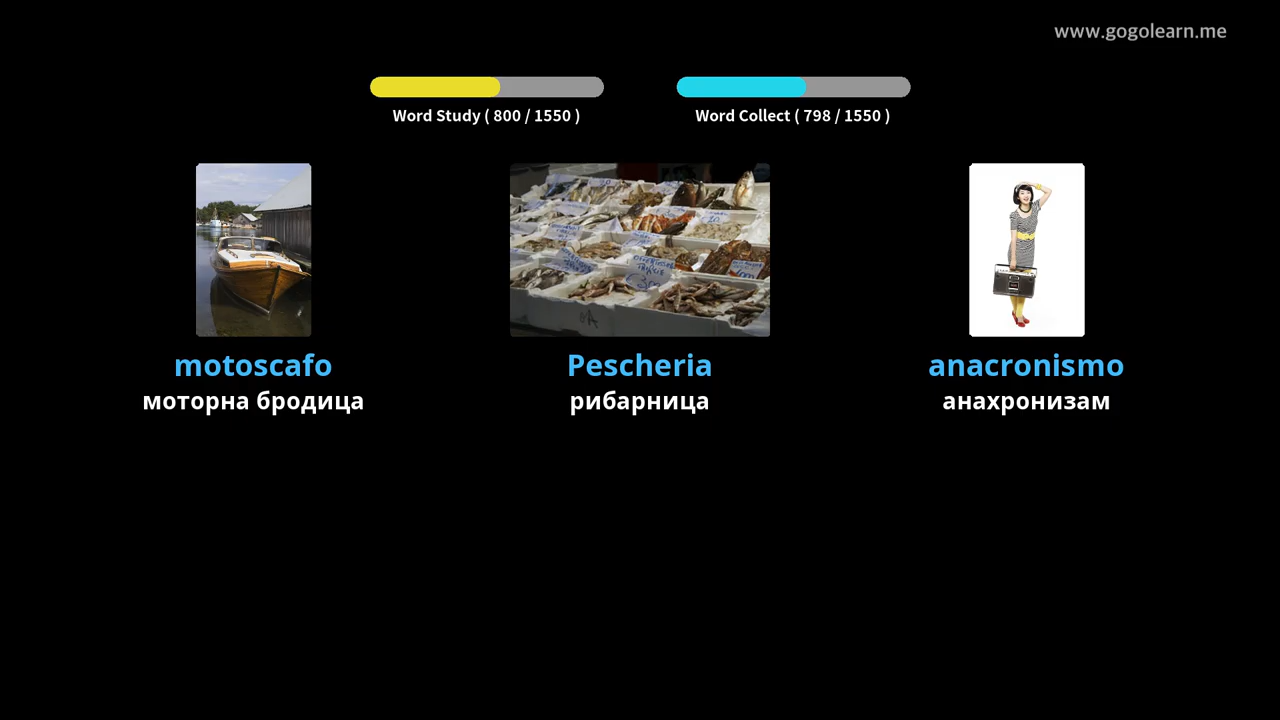 www.gogolearn.me
Word Study ( 800 / 1550 )
Word Collect ( 798 / 1550 )
motoscafo
Pescheria
anacronismo
моторна бродица
рибарница
анахронизам